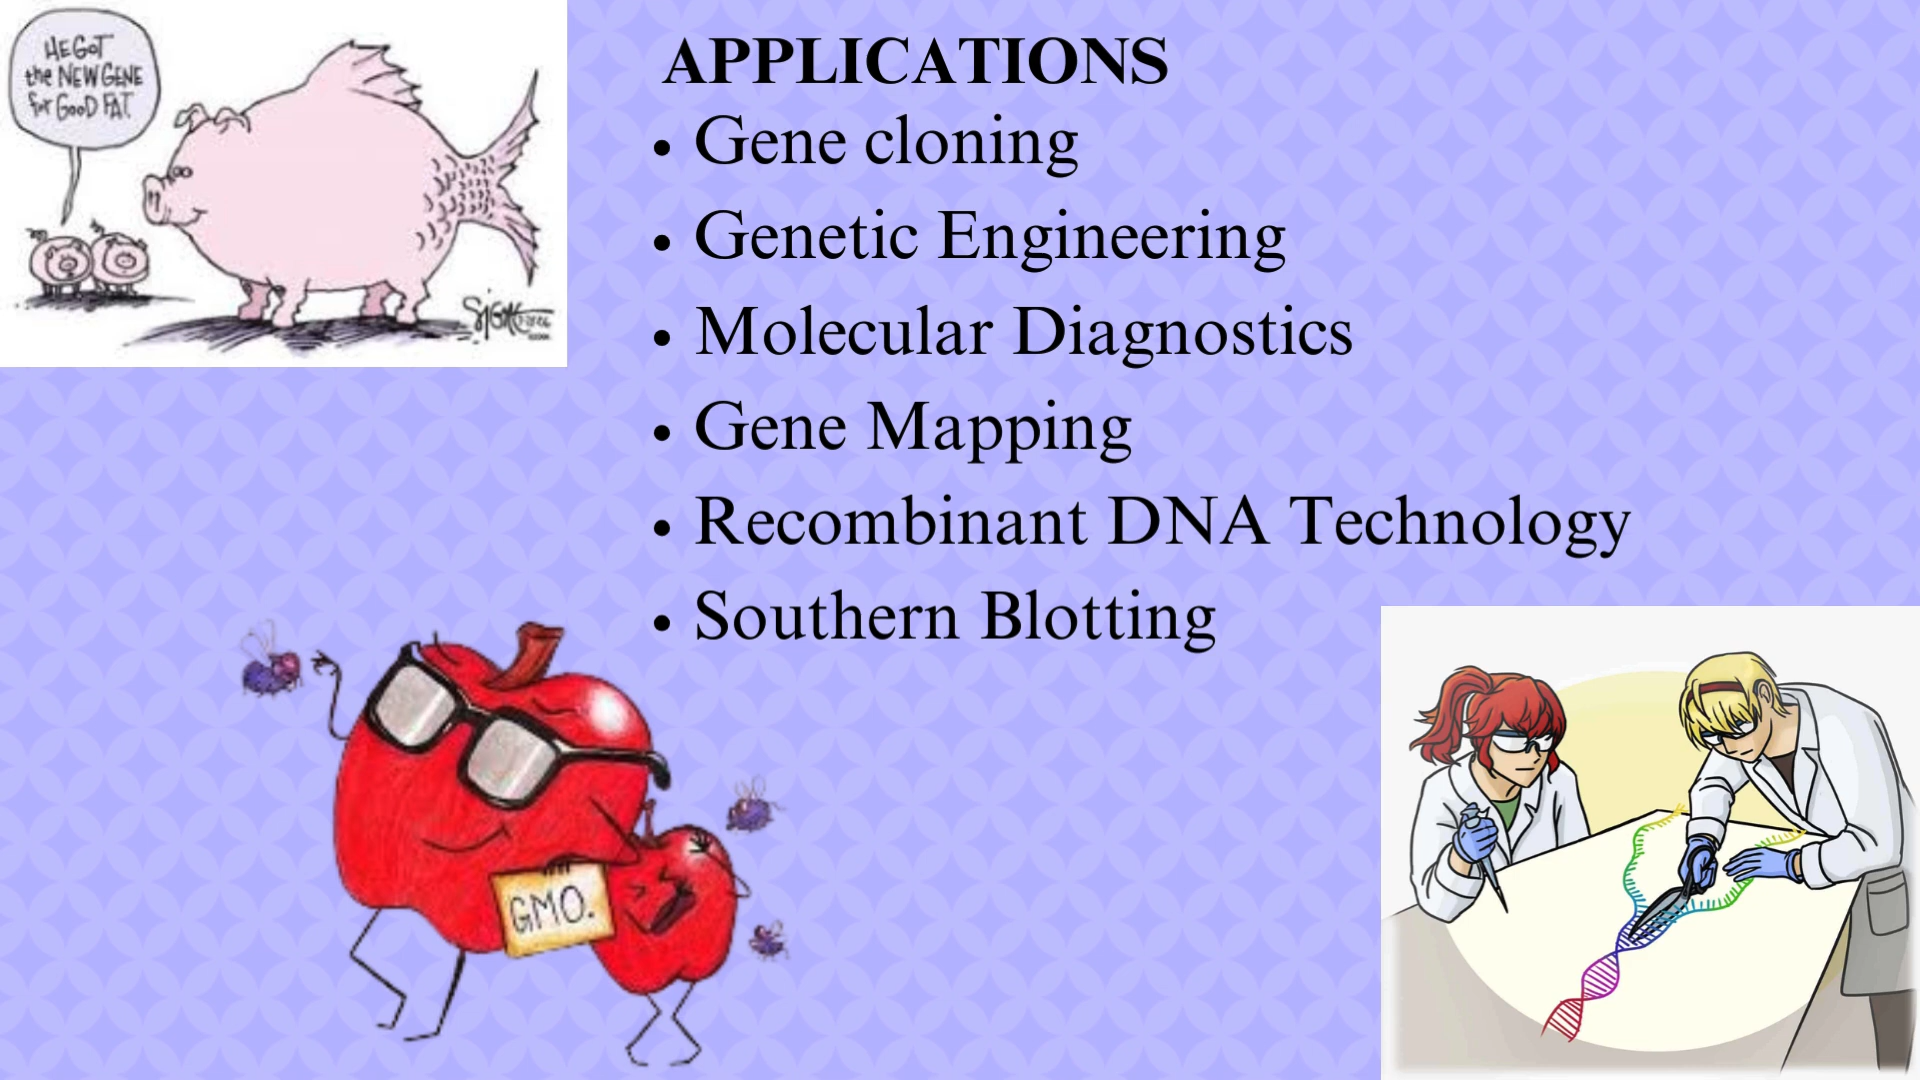 HE GOT
the NEW GENE
for GOOD FAT.
APPLICATIONS
• Gene cloning
• Genetic Engineering
• Molecular Diagnostics
• Gene Mapping
• Recombinant DNA Technology
• Southern Blotting
GMO.